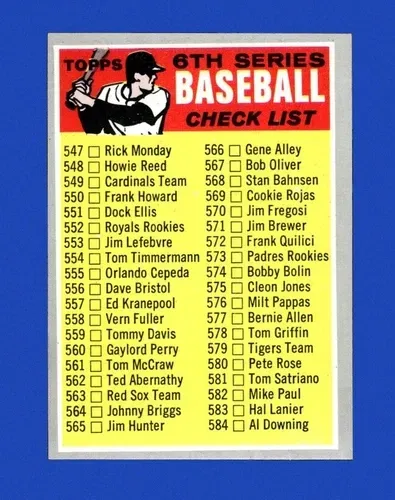 TOPPS 6TH SERIES
BASEBALL
CHECK LIST
547 Rick Monday
548 Howie Reed
549 Cardinals Team
550 Frank Howard
551 Dock Ellis
552 Royals Rookies
553 Jim Lefebvre
554 Tom Timmermann
555 Orlando Cepeda
556 Dave Bristol
557 Ed Kranepool
558 Vern Fuller
559 Tommy Davis
560 Gaylord Perry
561 Tom McCraw
562 Ted Abernathy
563 Red Sox Team
564 Johnny Briggs
565 Jim Hunter
566 Gene Alley
567 Bob Oliver
568 Stan Bahnsen
569 Cookie Rojas
570 Jim Fregosi
571 Jim Brewer
572 Frank Quilici
573 Padres Rookies
574 Bobby Bolin
575 Cleon Jones
576 Milt Pappas
577 Bernie Allen
578 Tom Griffin
579 Tigers Team
580 Pete Rose
581 Tom Satriano
582 Mike Paul
583 Hal Lanier
584 Al Downing